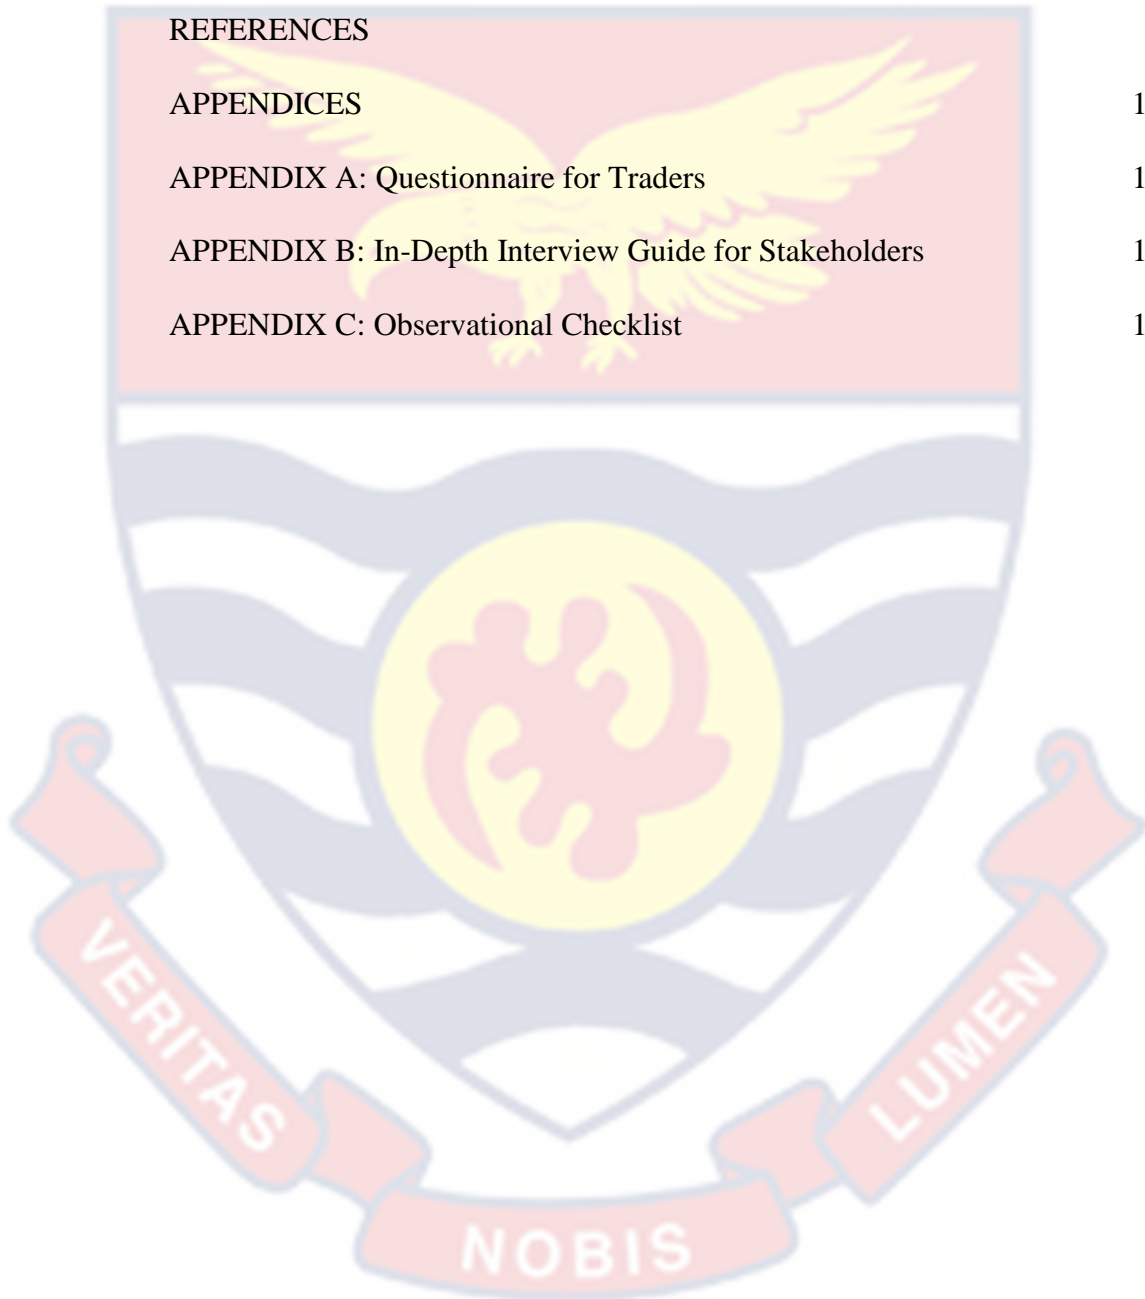 REFERENCES
APPENDICES 1
APPENDIX A: Questionnaire for Traders 1
APPENDIX B: In-Depth Interview Guide for Stakeholders 1
APPENDIX C: Observational Checklist 1
VERITAS
NOBIS
LUMEN